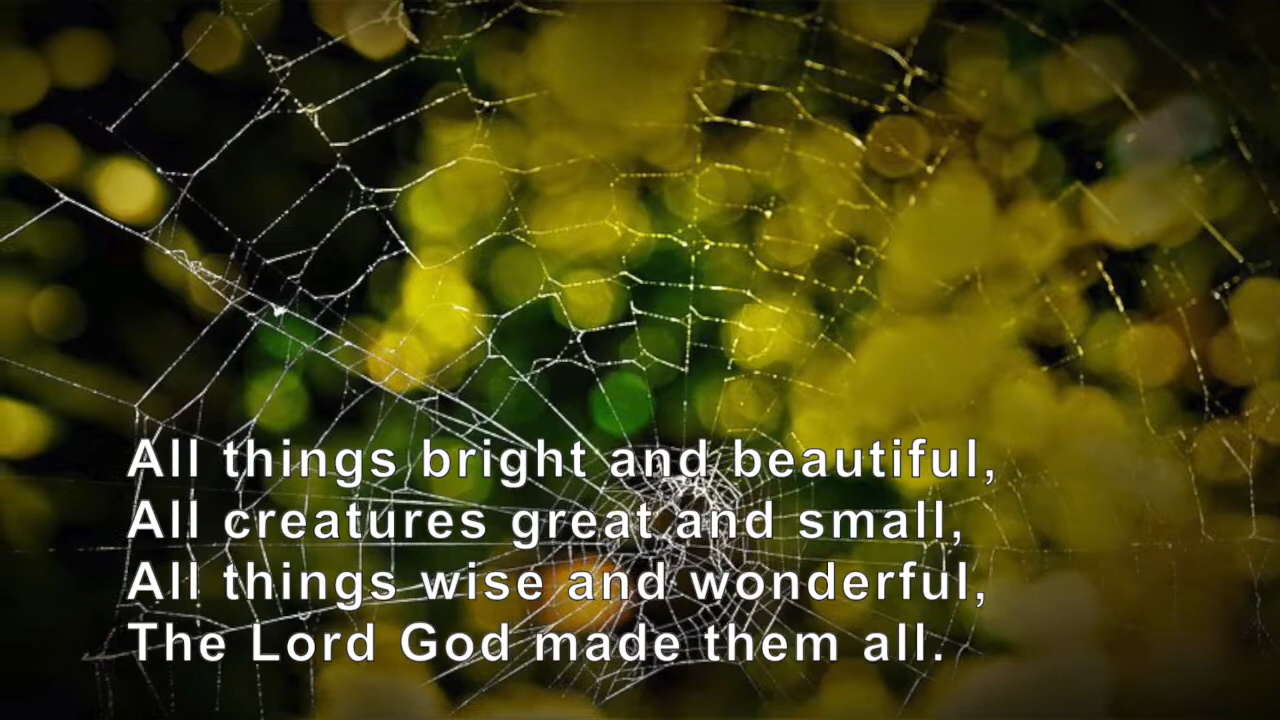 All things bright and beautiful,
All creatures great and small,
All things wise and wonderful,
The Lord God made them all.